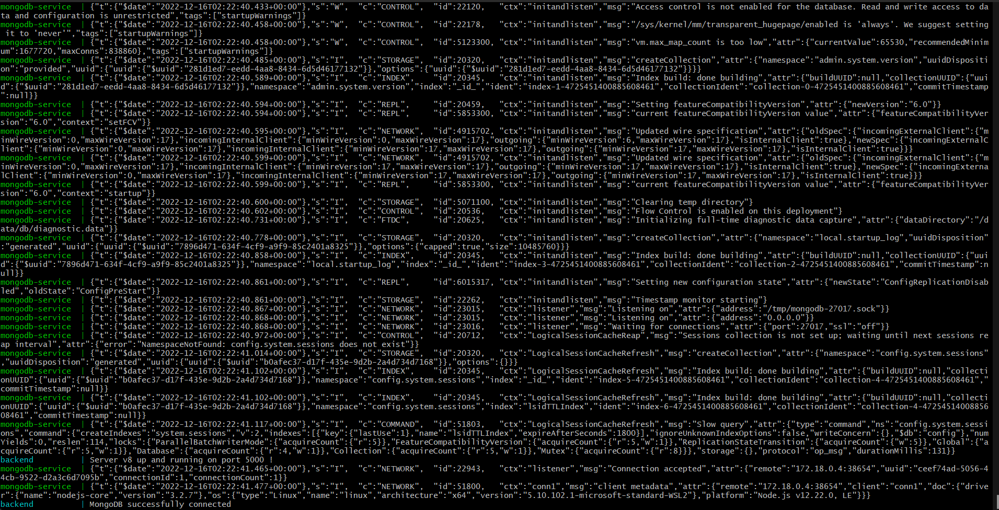 mongodb-service  | {"t":{"$date":"2022-12-16T02:22:40.433+00:00"},"s":"W",  "c":"CONTROL",  "id":22120,   "ctx":"initandlisten","msg":"Access control is not enabled for the database. Read and write access to da
ta and configuration is unrestricted","tags":["startupWarnings"]}
mongodb-service  | {"t":{"$date":"2022-12-16T02:22:40.458+00:00"},"s":"W",  "c":"CONTROL",  "id":22178,   "ctx":"initandlisten","msg":"/sys/kernel/mm/transparent_hugepage/enabled is 'always'. We suggest setting
 it to 'never'","tags":["startupWarnings"]}
mongodb-service  | {"t":{"$date":"2022-12-16T02:22:40.458+00:00"},"s":"W",  "c":"CONTROL",  "id":5123300, "ctx":"initandlisten","msg":"vm.max_map_count is too low","attr":{"currentValue":65530,"recommendedMinim
um":1677720,"maxConns":838860},"tags":["startupWarnings"]}
mongodb-service  | {"t":{"$date":"2022-12-16T02:22:40.485+00:00"},"s":"I",  "c":"STORAGE",  "id":20320,   "ctx":"initandlisten","msg":"createCollection","attr":{"namespace":"admin.system.version","uuidDispositi
on":"provided","uuid":{"uuid":{"$uuid":"281d1ed7-eedd-4aa8-8434-6d5d46177132"}},"options":{"uuid":{"$uuid":"281d1ed7-eedd-4aa8-8434-6d5d46177132"}}}}
mongodb-service  | {"t":{"$date":"2022-12-16T02:22:40.589+00:00"},"s":"I",  "c":"INDEX",    "id":20345,   "ctx":"initandlisten","msg":"Index build: done building","attr":{"buildUUID":null,"collectionUUID":{"uui
d":{"$uuid":"281d1ed7-eedd-4aa8-8434-6d5d46177132"}},"namespace":"admin.system.version","index":"_id_","ident":"index-1-4725451400885608461","collectionIdent":"collection-0-4725451400885608461","commitTimestamp
":null}}
mongodb-service  | {"t":{"$date":"2022-12-16T02:22:40.594+00:00"},"s":"I",  "c":"REPL",     "id":20459,   "ctx":"initandlisten","msg":"Setting featureCompatibilityVersion","attr":{"newVersion":"6.0"}}
mongodb-service  | {"t":{"$date":"2022-12-16T02:22:40.594+00:00"},"s":"I",  "c":"REPL",     "id":5853300, "ctx":"initandlisten","msg":"current featureCompatibilityVersion value","attr":{"featureCompatibilityVer
sion":"6.0","context":"setFCV"}}
mongodb-service  | {"t":{"$date":"2022-12-16T02:22:40.595+00:00"},"s":"I",  "c":"NETWORK",  "id":4915702, "ctx":"initandlisten","msg":"Updated wire specification","attr":{"oldSpec":{"incomingExternalClient":{"m
inWireVersion":0,"maxWireVersion":17},"incomingInternalClient":{"minWireVersion":0,"maxWireVersion":17},"outgoing":{"minWireVersion":6,"maxWireVersion":17},"isInternalClient":true},"newSpec":{"incomingExternalC
lient":{"minWireVersion":0,"maxWireVersion":17},"incomingInternalClient":{"minWireVersion":17,"maxWireVersion":17},"outgoing":{"minWireVersion":17,"maxWireVersion":17},"isInternalClient":true}}}
mongodb-service  | {"t":{"$date":"2022-12-16T02:22:40.599+00:00"},"s":"I",  "c":"NETWORK",  "id":4915702, "ctx":"initandlisten","msg":"Updated wire specification","attr":{"oldSpec":{"incomingExternalClient":{"m
inWireVersion":0,"maxWireVersion":17},"incomingInternalClient":{"minWireVersion":17,"maxWireVersion":17},"outgoing":{"minWireVersion":17,"maxWireVersion":17},"isInternalClient":true},"newSpec":{"incomingExterna
lClient":{"minWireVersion":0,"maxWireVersion":17},"incomingInternalClient":{"minWireVersion":17,"maxWireVersion":17},"outgoing":{"minWireVersion":17,"maxWireVersion":17},"isInternalClient":true}}}
mongodb-service  | {"t":{"$date":"2022-12-16T02:22:40.599+00:00"},"s":"I",  "c":"REPL",     "id":5853300, "ctx":"initandlisten","msg":"current featureCompatibilityVersion value","attr":{"featureCompatibilityVer
sion":"6.0","context":"startup"}}
mongodb-service  | {"t":{"$date":"2022-12-16T02:22:40.600+00:00"},"s":"I",  "c":"STORAGE",  "id":5071100, "ctx":"initandlisten","msg":"Clearing temp directory"}
mongodb-service  | {"t":{"$date":"2022-12-16T02:22:40.602+00:00"},"s":"I",  "c":"CONTROL",  "id":20536,   "ctx":"initandlisten","msg":"Flow Control is enabled on this deployment"}
mongodb-service  | {"t":{"$date":"2022-12-16T02:22:40.731+00:00"},"s":"I",  "c":"FTDC",     "id":20625,   "ctx":"initandlisten","msg":"Initializing full-time diagnostic data capture","attr":{"dataDirectory":"/d
ata/db/diagnostic.data"}}
mongodb-service  | {"t":{"$date":"2022-12-16T02:22:40.778+00:00"},"s":"I",  "c":"STORAGE",  "id":20320,   "ctx":"initandlisten","msg":"createCollection","attr":{"namespace":"local.startup_log","uuidDisposition"
:"generated","uuid":{"uuid":{"$uuid":"7896d471-634f-4cf9-a9f9-85c2401a8325"}},"options":{"capped":true,"size":10485760}}}
mongodb-service  | {"t":{"$date":"2022-12-16T02:22:40.858+00:00"},"s":"I",  "c":"INDEX",    "id":20345,   "ctx":"initandlisten","msg":"Index build: done building","attr":{"buildUUID":null,"collectionUUID":{"uui
d":{"$uuid":"7896d471-634f-4cf9-a9f9-85c2401a8325"}},"namespace":"local.startup_log","index":"_id_","ident":"index-3-4725451400885608461","collectionIdent":"collection-2-4725451400885608461","commitTimestamp":n
ull}}
mongodb-service  | {"t":{"$date":"2022-12-16T02:22:40.861+00:00"},"s":"I",  "c":"REPL",     "id":6015317, "ctx":"initandlisten","msg":"Setting new configuration state","attr":{"newState":"ConfigReplicationDisab
led","oldState":"ConfigPreStart"}}
mongodb-service  | {"t":{"$date":"2022-12-16T02:22:40.861+00:00"},"s":"I",  "c":"STORAGE",  "id":22262,   "ctx":"initandlisten","msg":"Timestamp monitor starting"}
mongodb-service  | {"t":{"$date":"2022-12-16T02:22:40.867+00:00"},"s":"I",  "c":"NETWORK",  "id":23015,   "ctx":"listener","msg":"Listening on","attr":{"address":"/tmp/mongodb-27017.sock"}}
mongodb-service  | {"t":{"$date":"2022-12-16T02:22:40.868+00:00"},"s":"I",  "c":"NETWORK",  "id":23015,   "ctx":"listener","msg":"Listening on","attr":{"address":"0.0.0.0"}}
mongodb-service  | {"t":{"$date":"2022-12-16T02:22:40.868+00:00"},"s":"I",  "c":"NETWORK",  "id":23016,   "ctx":"listener","msg":"Waiting for connections","attr":{"port":27017,"ssl":"off"}}
mongodb-service  | {"t":{"$date":"2022-12-16T02:22:40.972+00:00"},"s":"I",  "c":"CONTROL",  "id":20712,   "ctx":"LogicalSessionCacheReap","msg":"Sessions collection is not set up; waiting until next sessions re
ap interval","attr":{"error":"NamespaceNotFound: config.system.sessions does not exist"}}
mongodb-service  | {"t":{"$date":"2022-12-16T02:22:41.014+00:00"},"s":"I",  "c":"STORAGE",  "id":20320,   "ctx":"LogicalSessionCacheRefresh","msg":"createCollection","attr":{"namespace":"config.system.sessions"
,"uuidDisposition":"generated","uuid":{"uuid":{"$uuid":"b0afec37-d17f-435e-9d2b-2a4d734d7168"}},"options":{}}}
mongodb-service  | {"t":{"$date":"2022-12-16T02:22:41.102+00:00"},"s":"I",  "c":"INDEX",    "id":20345,   "ctx":"LogicalSessionCacheRefresh","msg":"Index build: done building","attr":{"buildUUID":null,"collecti
onUUID":{"uuid":{"$uuid":"b0afec37-d17f-435e-9d2b-2a4d734d7168"}},"namespace":"config.system.sessions","index":"_id_","ident":"index-5-4725451400885608461","collectionIdent":"collection-4-4725451400885608461","
commitTimestamp":null}}
mongodb-service  | {"t":{"$date":"2022-12-16T02:22:41.102+00:00"},"s":"I",  "c":"INDEX",    "id":20345,   "ctx":"LogicalSessionCacheRefresh","msg":"Index build: done building","attr":{"buildUUID":null,"collecti
onUUID":{"uuid":{"$uuid":"b0afec37-d17f-435e-9d2b-2a4d734d7168"}},"namespace":"config.system.sessions","index":"lsidTTLIndex","ident":"index-6-4725451400885608461","collectionIdent":"collection-4-47254514008856
08461","commitTimestamp":null}}
mongodb-service  | {"t":{"$date":"2022-12-16T02:22:41.117+00:00"},"s":"I",  "c":"COMMAND",  "id":51803,   "ctx":"LogicalSessionCacheRefresh","msg":"Slow query","attr":{"type":"command","ns":"config.system.sessi
ons","command":{"createIndexes":"system.sessions","v":2,"indexes":[{"key":{"lastUse":1},"name":"lsidTTLIndex","expireAfterSeconds":1800}],"ignoreUnknownIndexOptions":false,"writeConcern":{},"$db":"config"},"num
Yields":0,"reslen":114,"locks":{"ParallelBatchWriterMode":{"acquireCount":{"r":5}},"FeatureCompatibilityVersion":{"acquireCount":{"r":5,"w":1}},"ReplicationStateTransition":{"acquireCount":{"w":5}},"Global":{"a
cquireCount":{"r":5,"w":1}},"Database":{"acquireCount":{"r":4,"w":1}},"Collection":{"acquireCount":{"r":5,"w":1}},"Mutex":{"acquireCount":{"r":8}}},"storage":{},"protocol":"op_msg","durationMillis":131}}
backend          | Server v8 up and running on port 5000 !
mongodb-service  | {"t":{"$date":"2022-12-16T02:22:41.465+00:00"},"s":"I",  "c":"NETWORK",  "id":22943,   "ctx":"listener","msg":"Connection accepted","attr":{"remote":"172.18.0.4:38654","uuid":"ceef74ad-5056-4
4cb-9522-d2a3c6d7095b","connectionId":1,"connectionCount":1}}
mongodb-service  | {"t":{"$date":"2022-12-16T02:22:41.477+00:00"},"s":"I",  "c":"NETWORK",  "id":51800,   "ctx":"conn1","msg":"client metadata","attr":{"remote":"172.18.0.4:38654","client":"conn1","doc":{"drive
r":{"name":"nodejs-core","version":"3.2.7"},"os":{"type":"Linux","name":"linux","architecture":"x64","version":"5.10.102.1-microsoft-standard-WSL2"},"platform":"Node.js v12.22.0, LE"}}}
backend          | MongoDB successfully connected